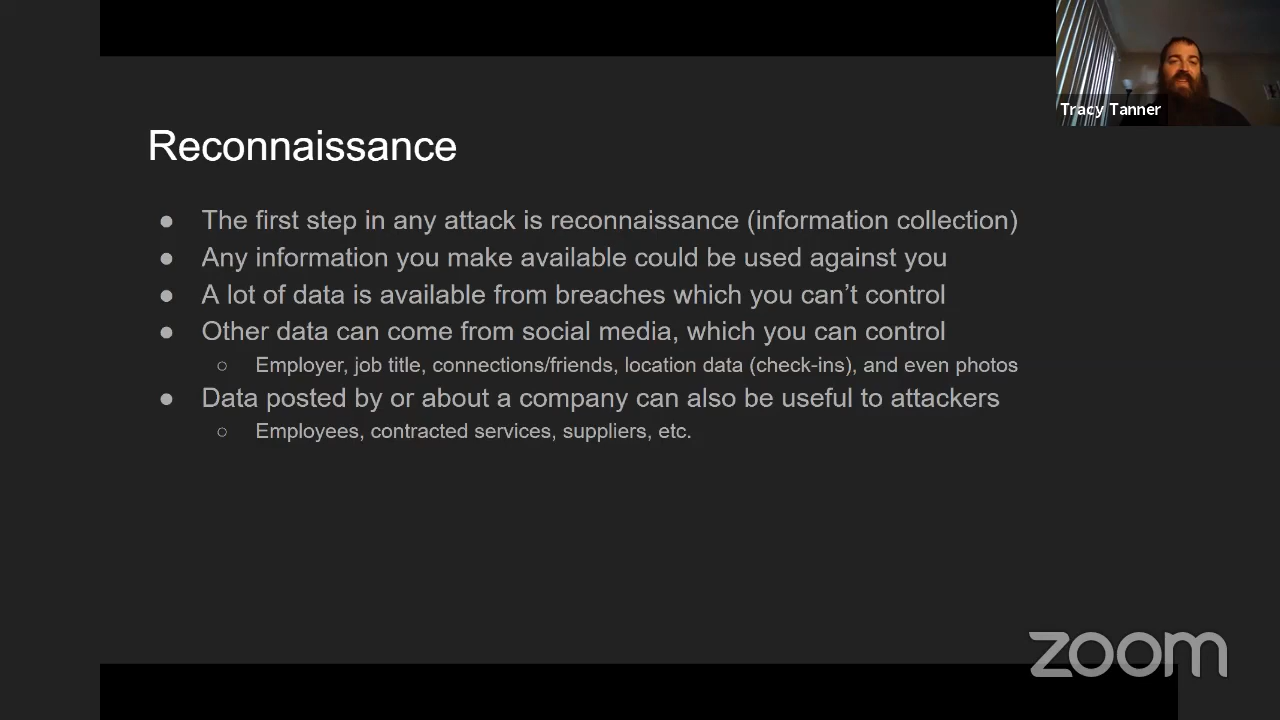 Tracy Tanner
Reconnaissance
● The first step in any attack is reconnaissance (information collection)
● Any information you make available could be used against you
● A lot of data is available from breaches which you can’t control
● Other data can come from social media, which you can control
○ Employer, job title, connections/friends, location data (check-ins), and even photos
● Data posted by or about a company can also be useful to attackers
○ Employees, contracted services, suppliers, etc.
zoom